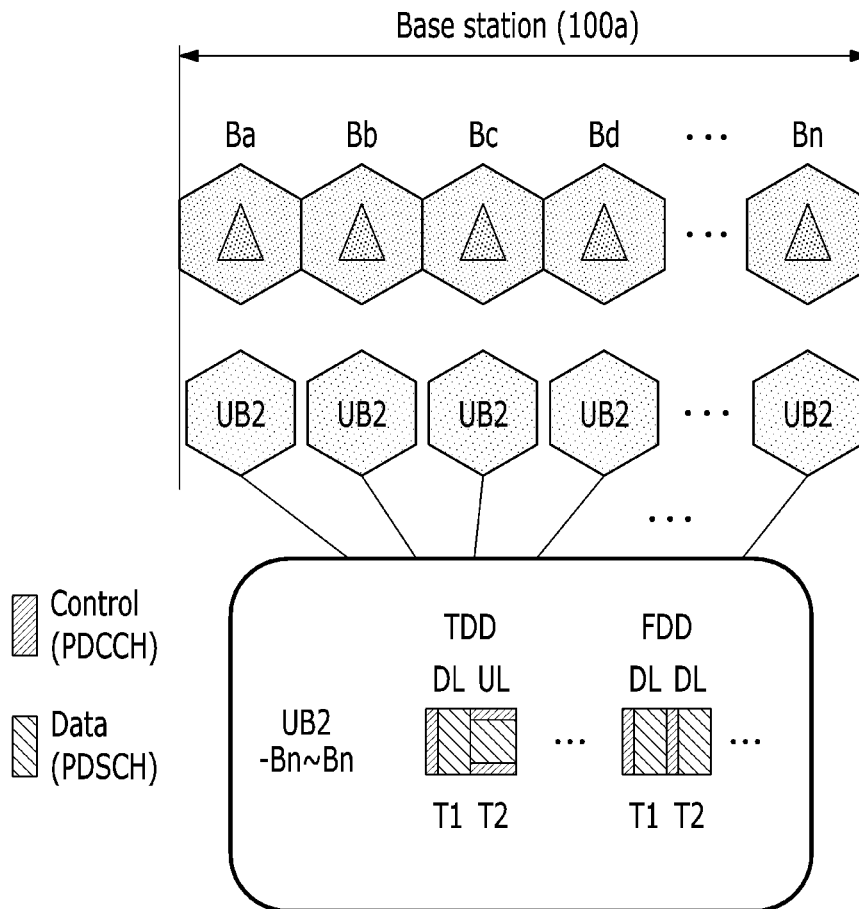 Base station (100a)
Ba Bb Bc Bd ... Bn
...
UB2 UB2 UB2 UB2 ... UB2
...
Control
(PDCCH)
Data
(PDSCH)
TDD FDD
DL UL DL DL
UB2
-Bn~Bn
... ...
T1 T2 T1 T2